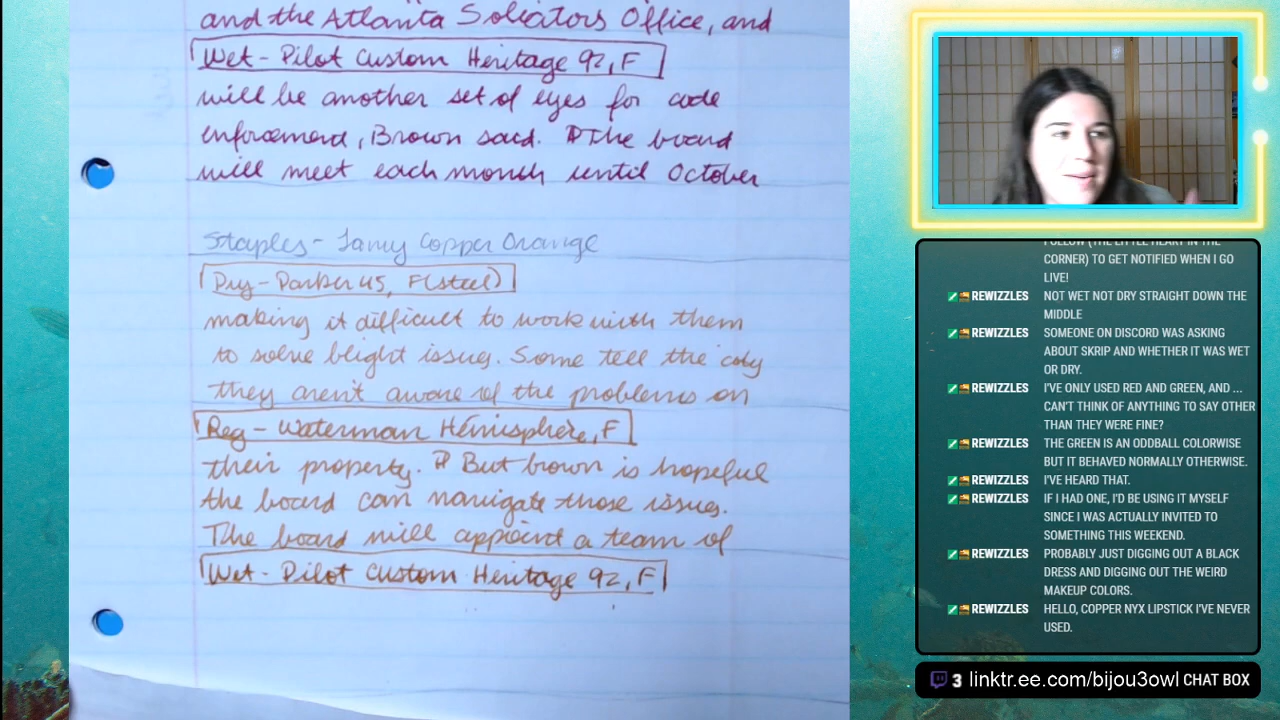 and the Atlanta Solicitors Office, and
Wet - Pilot Custom Heritage 92, F
will be another set of eyes for code
enforcement, Brown said. ¶ The board
will meet each month until October
Staples - Lamy Copper Orange
Dry - Parker 45, F (steel)
making it difficult to work with them
to solve blight issues. Some tell the city
they aren't aware of the problems on
Reg - Waterman Hémisphère, F
their property. ¶ But brown is hopeful
the board can navigate those issues.
The board will appoint a team of
Wet - Pilot Custom Heritage 92, F
FOLLOW (THE LITTLE HEART IN THE
CORNER) TO GET NOTIFIED WHEN I GO
LIVE!
REWIZZLES NOT WET NOT DRY STRAIGHT DOWN THE
MIDDLE
REWIZZLES SOMEONE ON DISCORD WAS ASKING
ABOUT SKRIP AND WHETHER IT WAS WET
OR DRY.
REWIZZLES I'VE ONLY USED RED AND GREEN, AND ...
CAN'T THINK OF ANYTHING TO SAY OTHER
THAN THEY WERE FINE?
REWIZZLES THE GREEN IS AN ODDBALL COLORWISE
BUT IT BEHAVED NORMALLY OTHERWISE.
REWIZZLES I'VE HEARD THAT.
REWIZZLES IF I HAD ONE, I'D BE USING IT MYSELF
SINCE I WAS ACTUALLY INVITED TO
SOMETHING THIS WEEKEND.
REWIZZLES PROBABLY JUST DIGGING OUT A BLACK
DRESS AND DIGGING OUT THE WEIRD
MAKEUP COLORS.
REWIZZLES HELLO, COPPER NYX LIPSTICK I'VE NEVER
USED.
3 linktr.ee.com/bijou3owl CHAT BOX